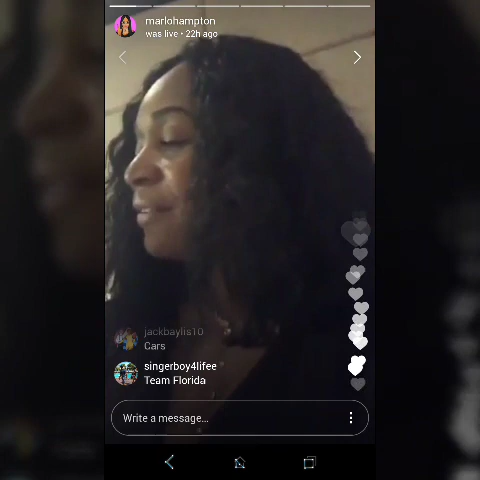 marlohampton
was live • 22h ago
jackbaylis10
Cars
singerboy4lifee
Team Florida
Write a message...